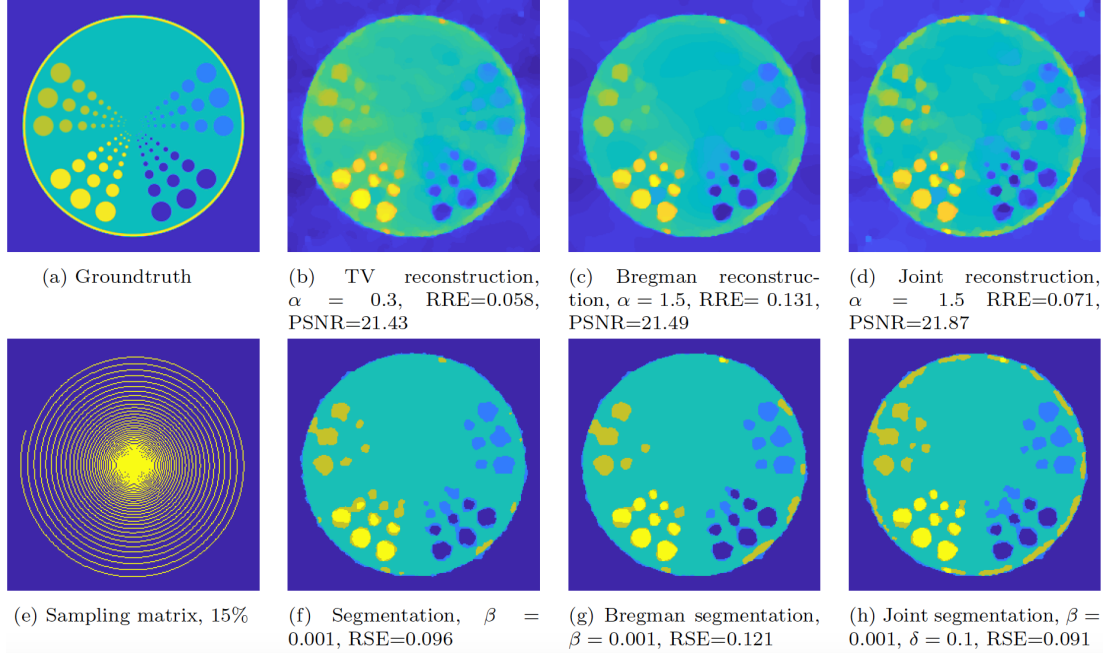 (a) Groundtruth
(b) TV reconstruction,
α = 0.3, RRE=0.058,
PSNR=21.43
(c) Bregman reconstruc-
tion, α = 1.5, RRE= 0.131,
PSNR=21.49
(d) Joint reconstruction,
α = 1.5 RRE=0.071,
PSNR=21.87
(e) Sampling matrix, 15%
(f) Segmentation, β =
0.001, RSE=0.096
(g) Bregman segmentation,
β = 0.001, RSE=0.121
(h) Joint segmentation, β =
0.001, δ = 0.1, RSE=0.091